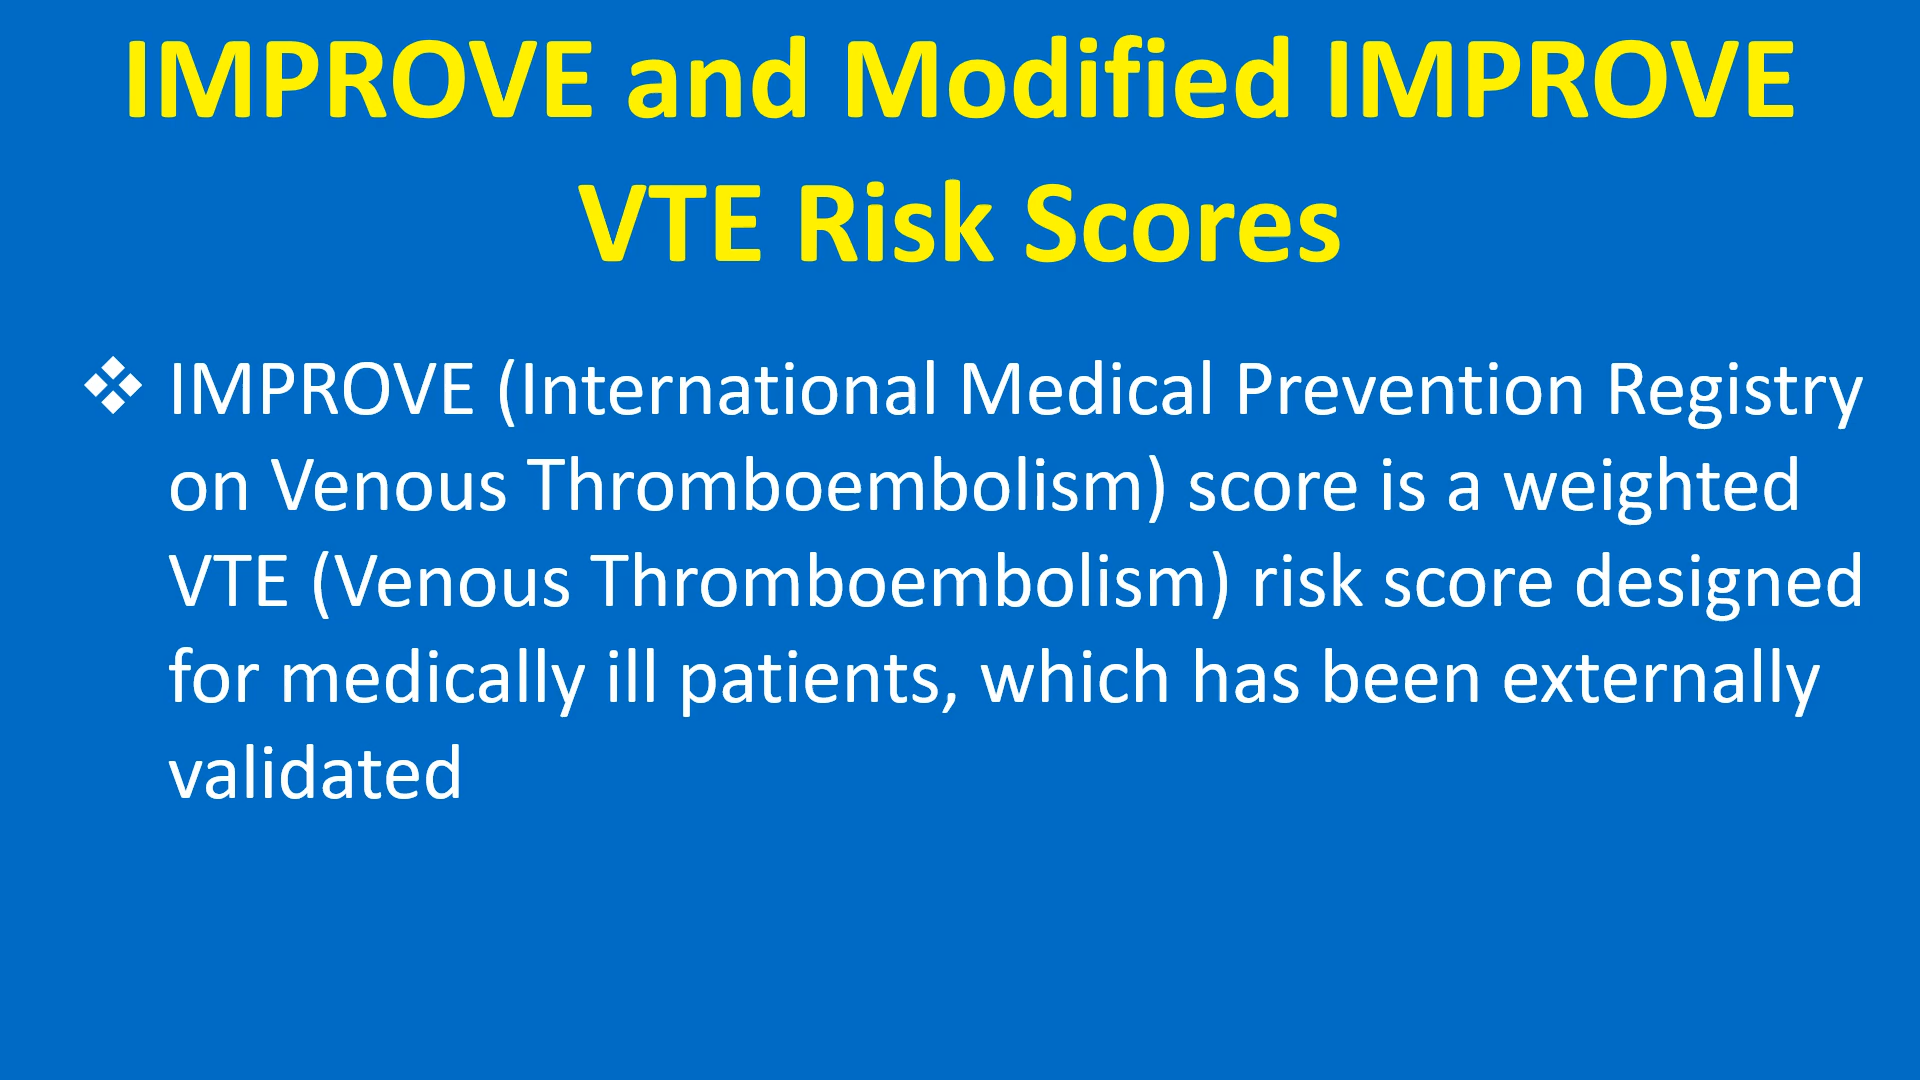 IMPROVE and Modified IMPROVE
VTE Risk Scores
❖ IMPROVE (International Medical Prevention Registry
on Venous Thromboembolism) score is a weighted
VTE (Venous Thromboembolism) risk score designed
for medically ill patients, which has been externally
validated